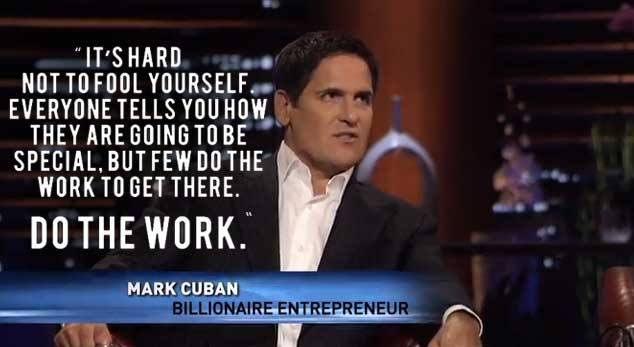 “ IT'S HARD
NOT TO FOOL YOURSELF.
EVERYONE TELLS YOU HOW
THEY ARE GOING TO BE
SPECIAL, BUT FEW DO THE
WORK TO GET THERE.
DO THE WORK.”
MARK CUBAN
BILLIONAIRE ENTREPRENEUR